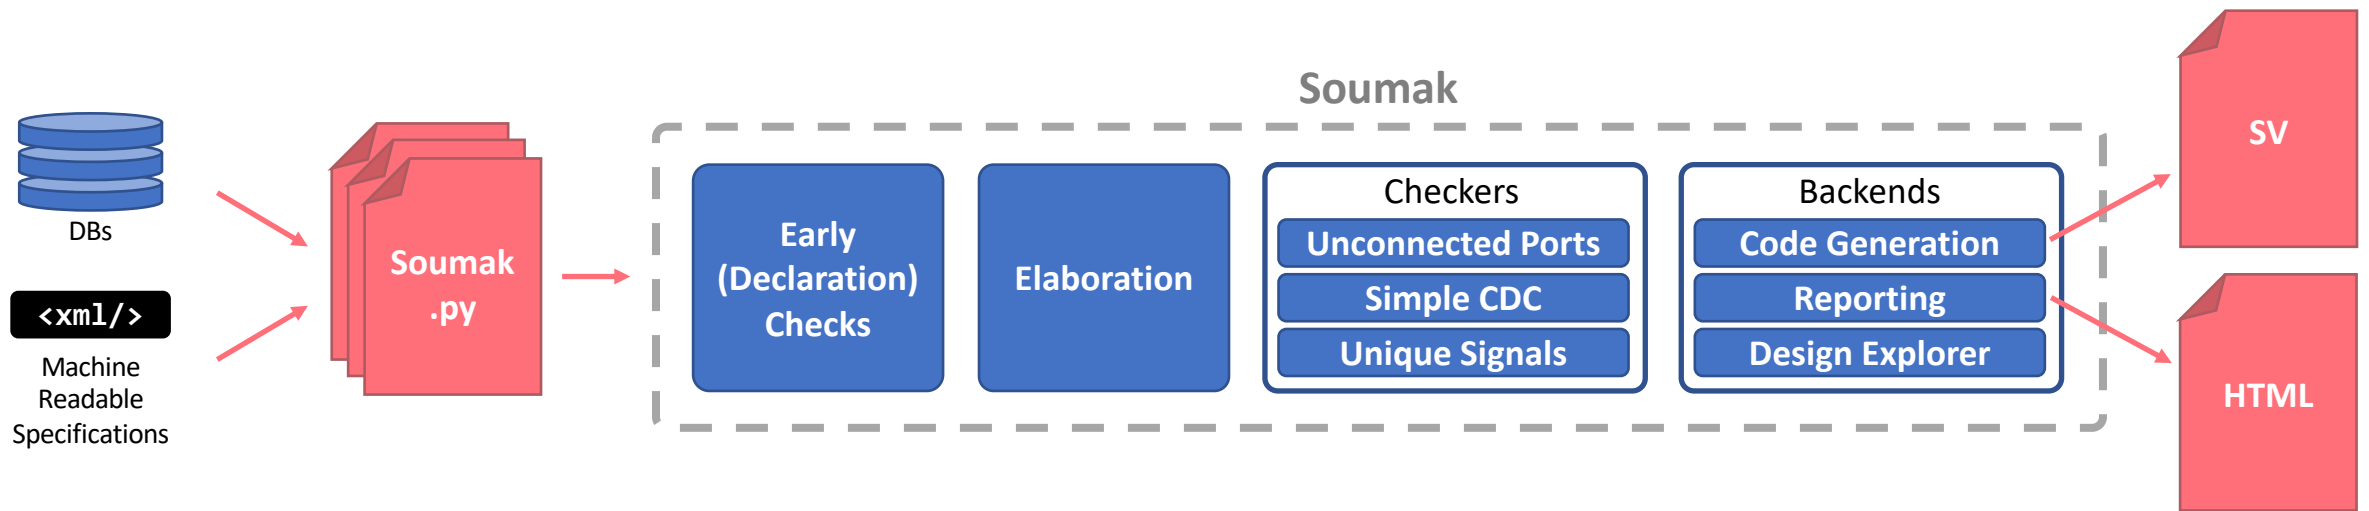 DBs
<xml/>
Machine
Readable
Specifications
Soumak
.py
Soumak
Early
(Declaration)
Checks
Elaboration
Checkers
Unconnected Ports
Simple CDC
Unique Signals
Backends
Code Generation
Reporting
Design Explorer
SV
HTML